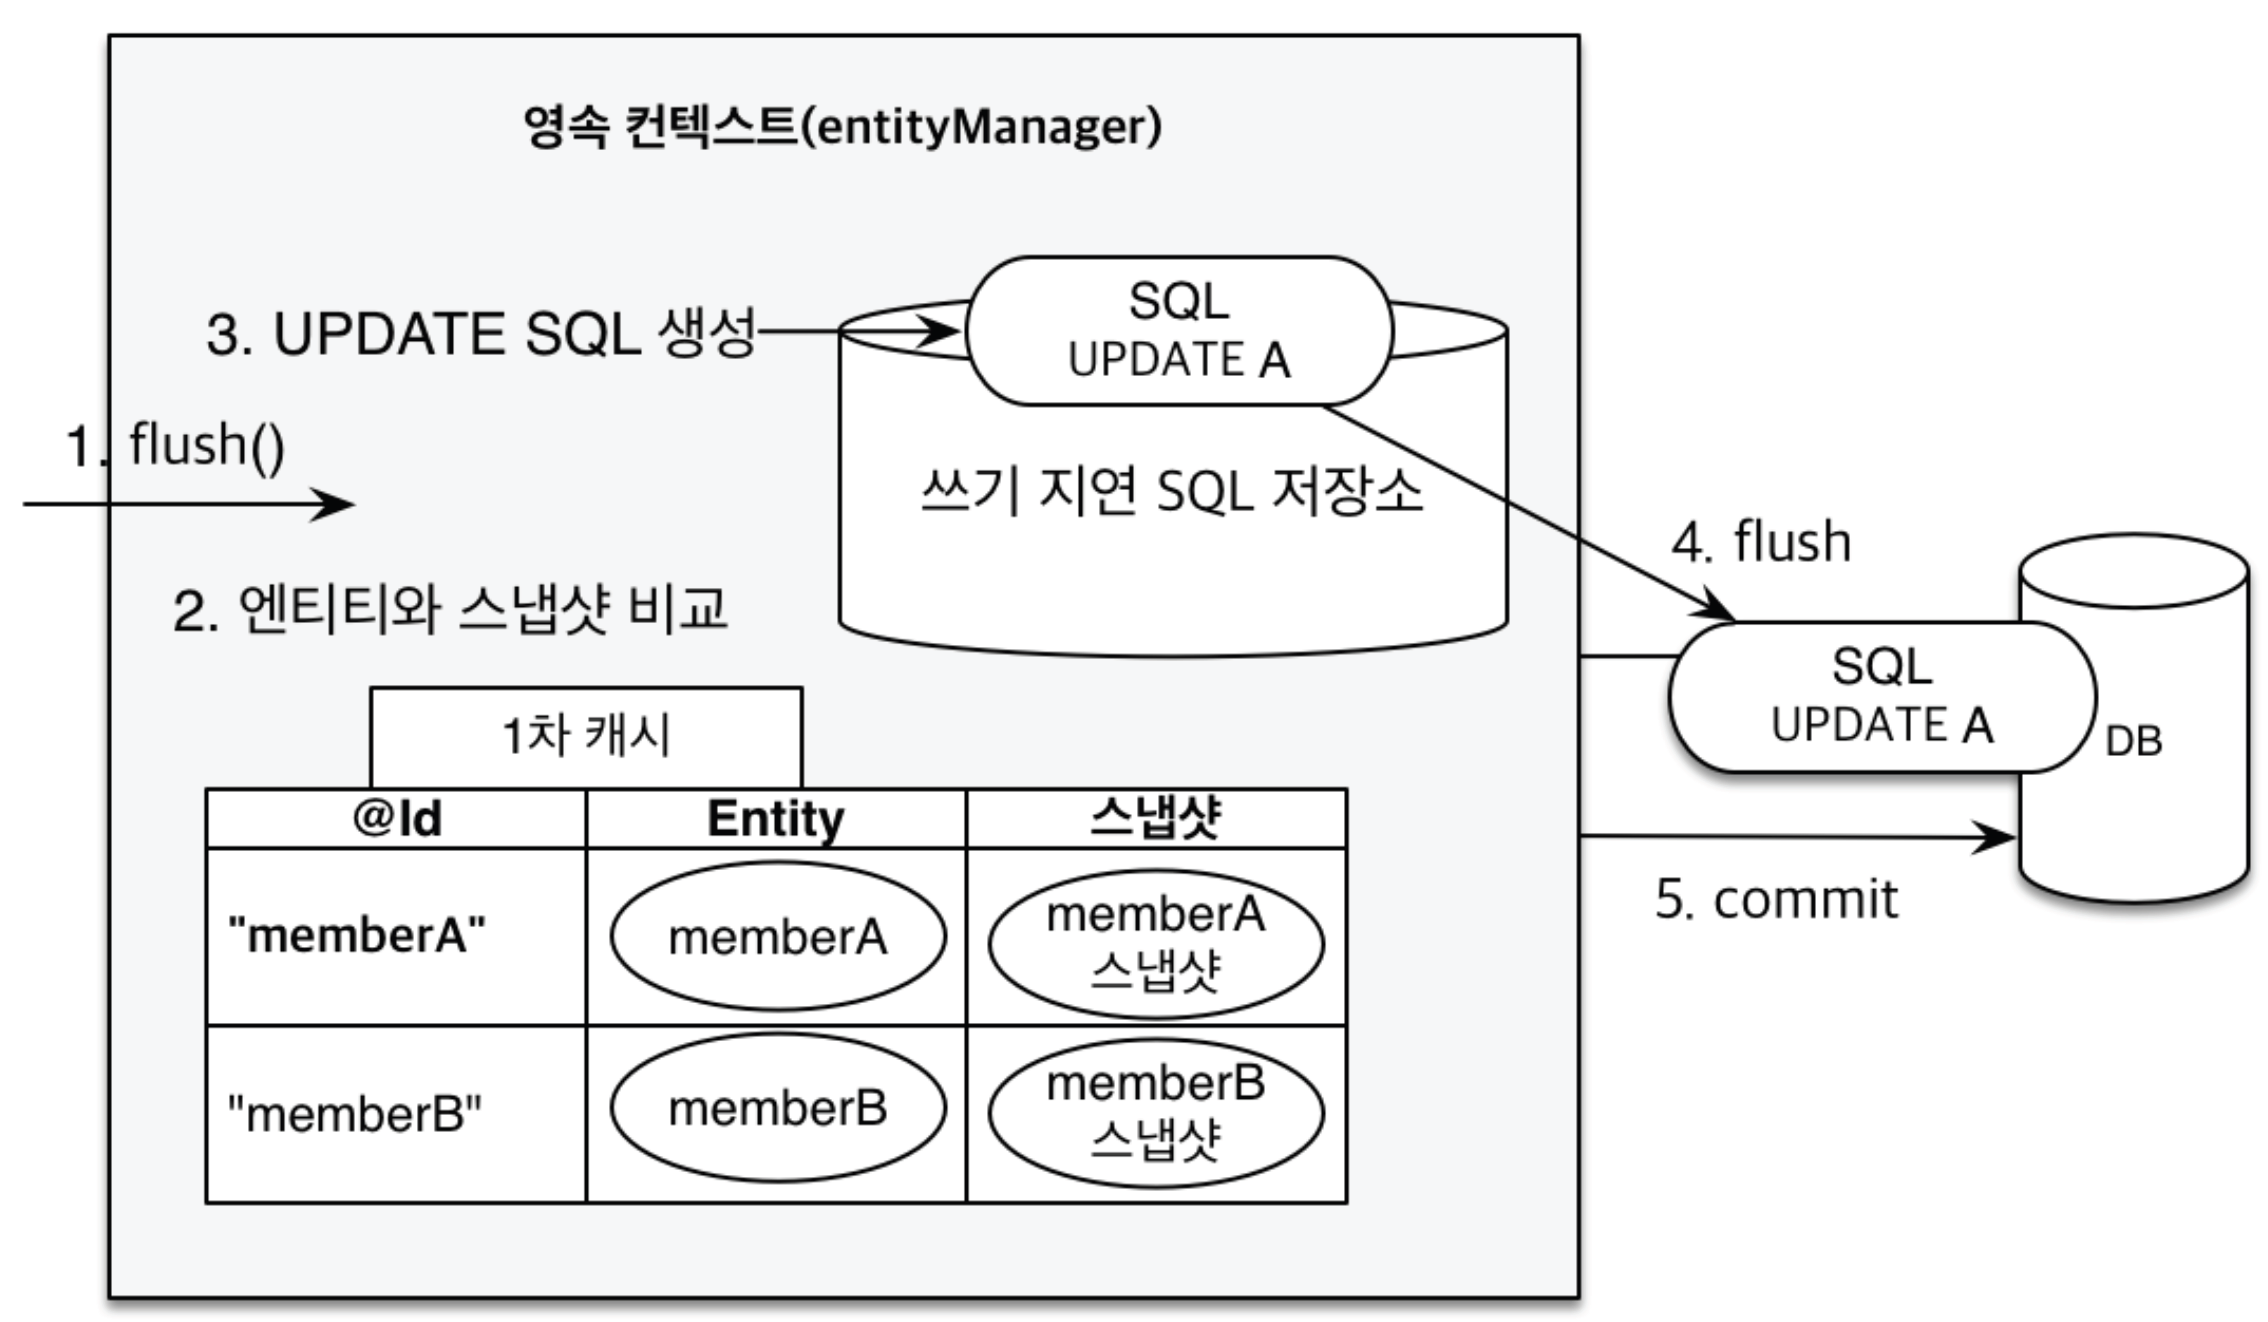 영속 컨텍스트(entityManager)
3. UPDATE SQL 생성
SQL
UPDATE A
1. flush()
쓰기 지연 SQL 저장소
4. flush
2. 엔티티와 스냅샷 비교
SQL
UPDATE A
DB
1차 캐시
@Id Entity 스냅샷
5. commit
"memberA" memberA memberA
스냅샷
"memberB" memberB memberB
스냅샷